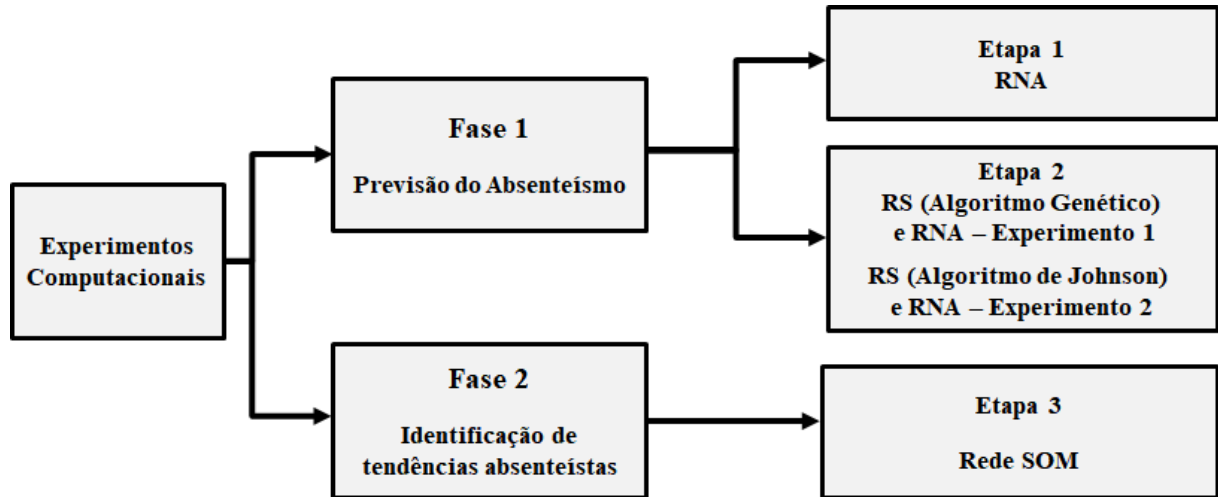 Experimentos
Computacionais
Fase 1
Previsão do Absenteísmo
Etapa 1
RNA
Etapa 2
RS (Algoritmo Genético)
e RNA – Experimento 1
RS (Algoritmo de Johnson)
e RNA – Experimento 2
Fase 2
Identificação de
tendências absenteístas
Etapa 3
Rede SOM